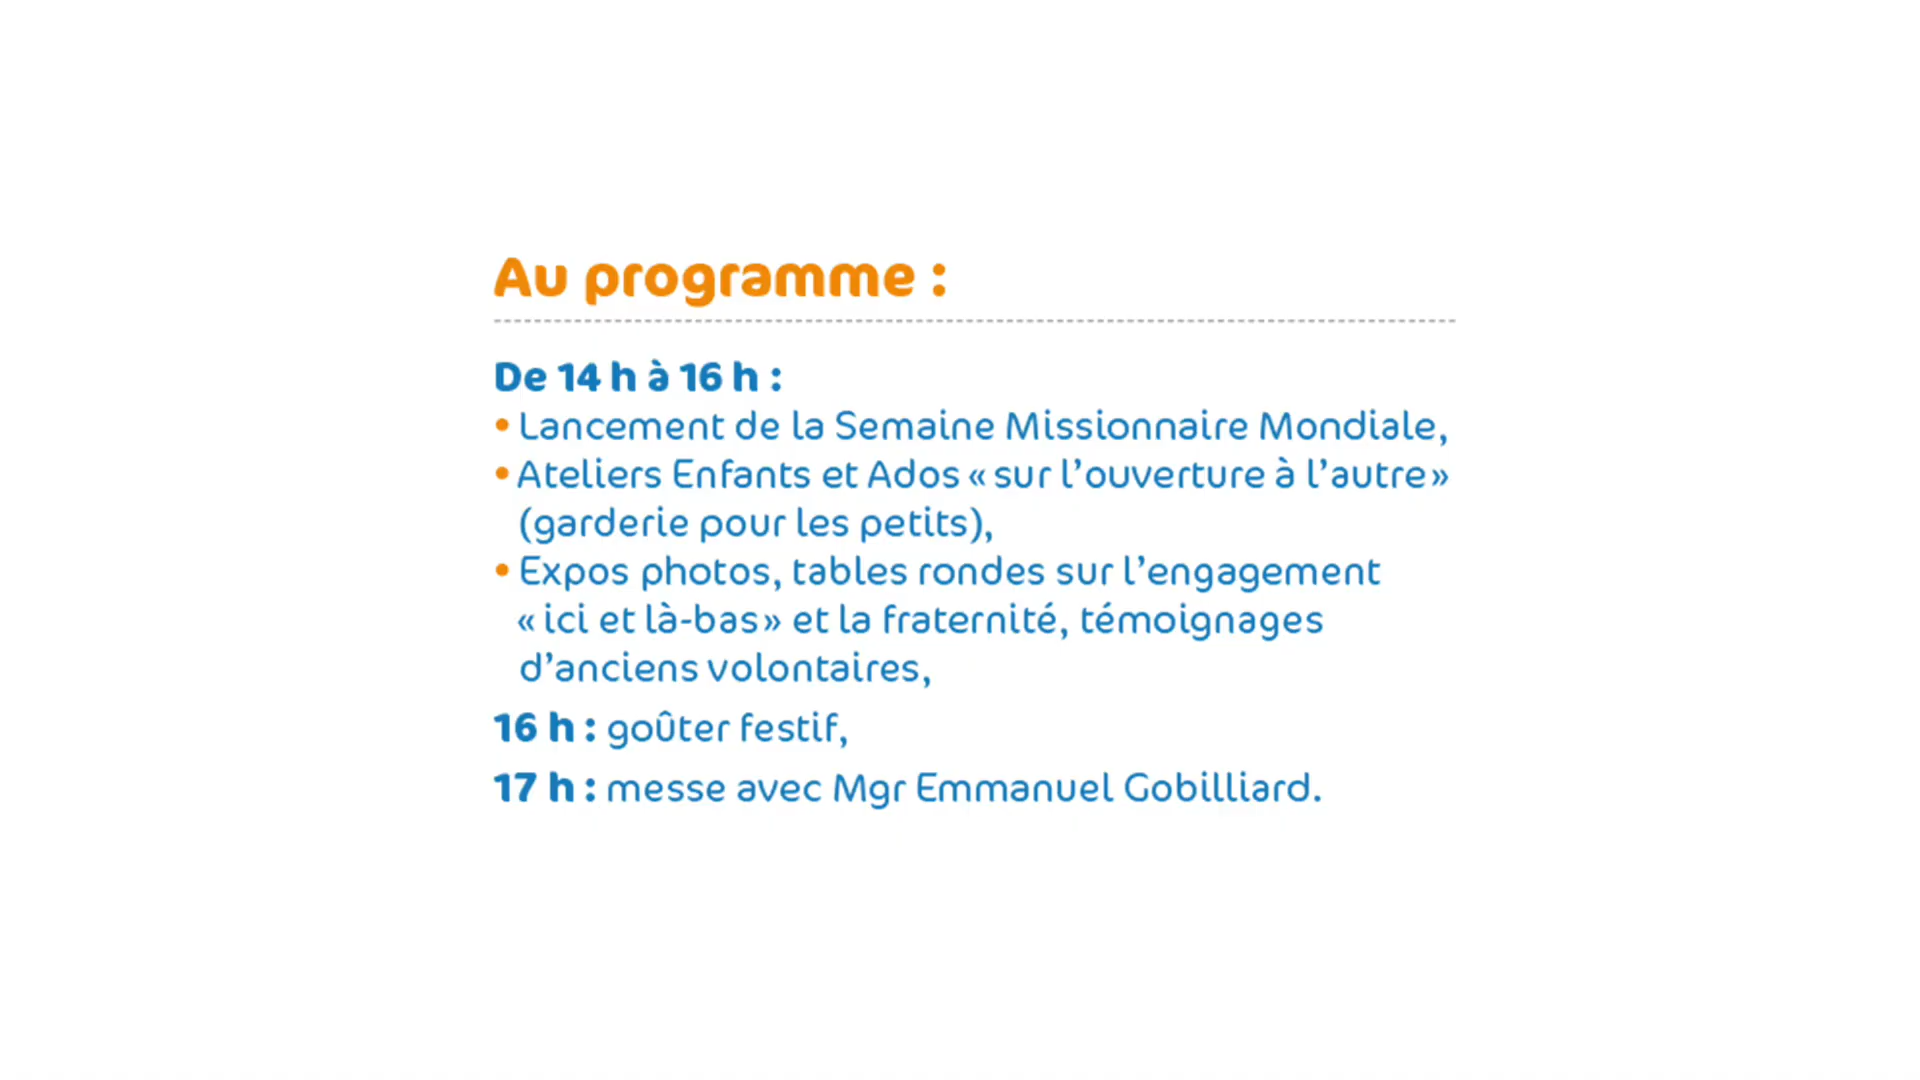 Au programme :
De 14 h à 16 h :
• Lancement de la Semaine Missionnaire Mondiale,
• Ateliers Enfants et Ados « sur l’ouverture à l’autre »
(garderie pour les petits),
• Expos photos, tables rondes sur l’engagement
« ici et là-bas » et la fraternité, témoignages
d’anciens volontaires,
16 h : goûter festif,
17 h : messe avec Mgr Emmanuel Gobilliard.